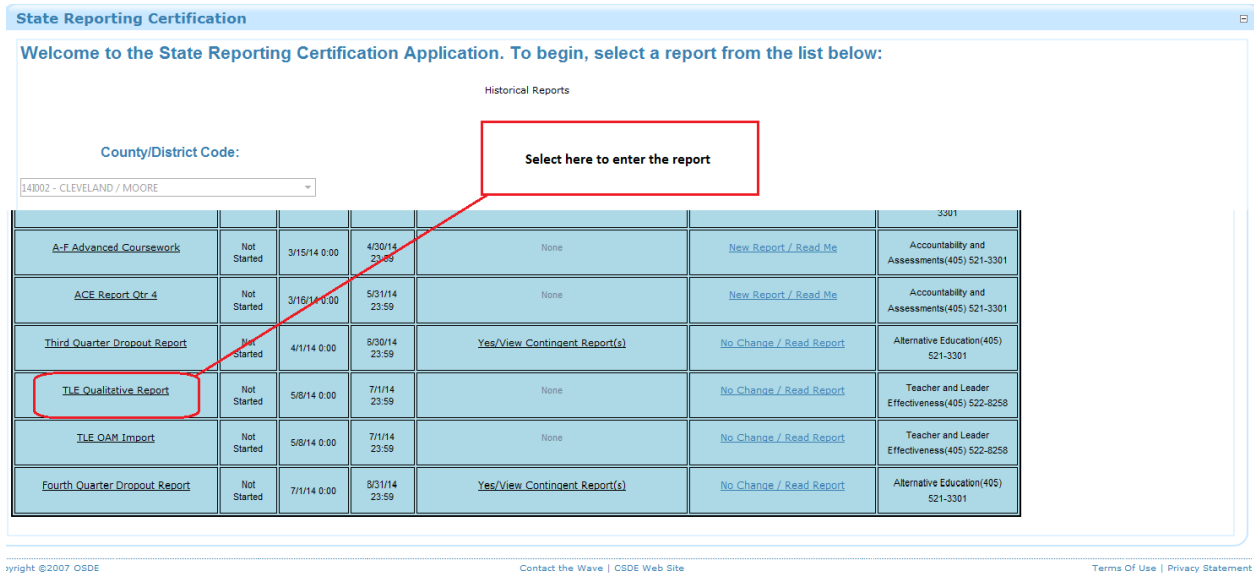 State Reporting Certification
Welcome to the State Reporting Certification Application. To begin, select a report from the list below:
Historical Reports
County/District Code:
Select here to enter the report
14I002 - CLEVELAND / MOORE
3301
A-F Advanced Coursework Not Started 3/15/14 0:00 4/30/14 23:59 None New Report / Read Me Accountability and Assessments(405) 521-3301
ACE Report Qtr 4 Not Started 3/16/14 0:00 5/31/14 23:59 None New Report / Read Me Accountability and Assessments(405) 521-3301
Third Quarter Dropout Report Not Started 4/1/14 0:00 6/30/14 23:59 Yes/View Contingent Report(s) No Change / Read Report Alternative Education(405) 521-3301
TLE Qualitative Report Not Started 5/8/14 0:00 7/1/14 23:59 None No Change / Read Report Teacher and Leader Effectiveness(405) 522-8258
TLE OAM Import Not Started 5/8/14 0:00 7/1/14 23:59 None No Change / Read Report Teacher and Leader Effectiveness(405) 522-8258
Fourth Quarter Dropout Report Not Started 7/1/14 0:00 8/31/14 23:59 Yes/View Contingent Report(s) No Change / Read Report Alternative Education(405) 521-3301
pyright ©2007 OSDE Contact the Wave | CSDE Web Site Terms Of Use | Privacy Statement